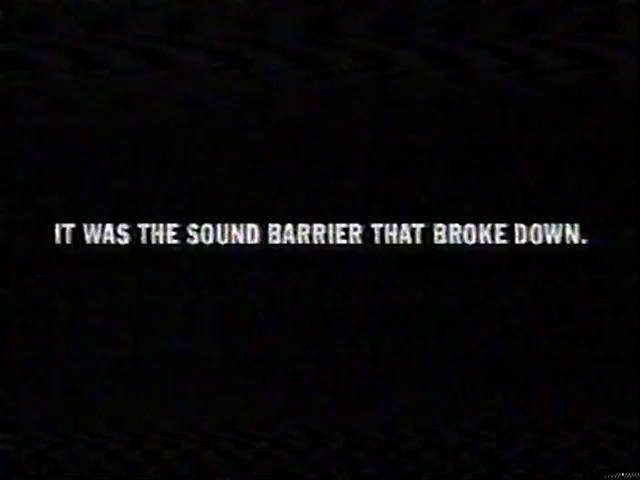 IT WAS THE SOUND BARRIER THAT BROKE DOWN.